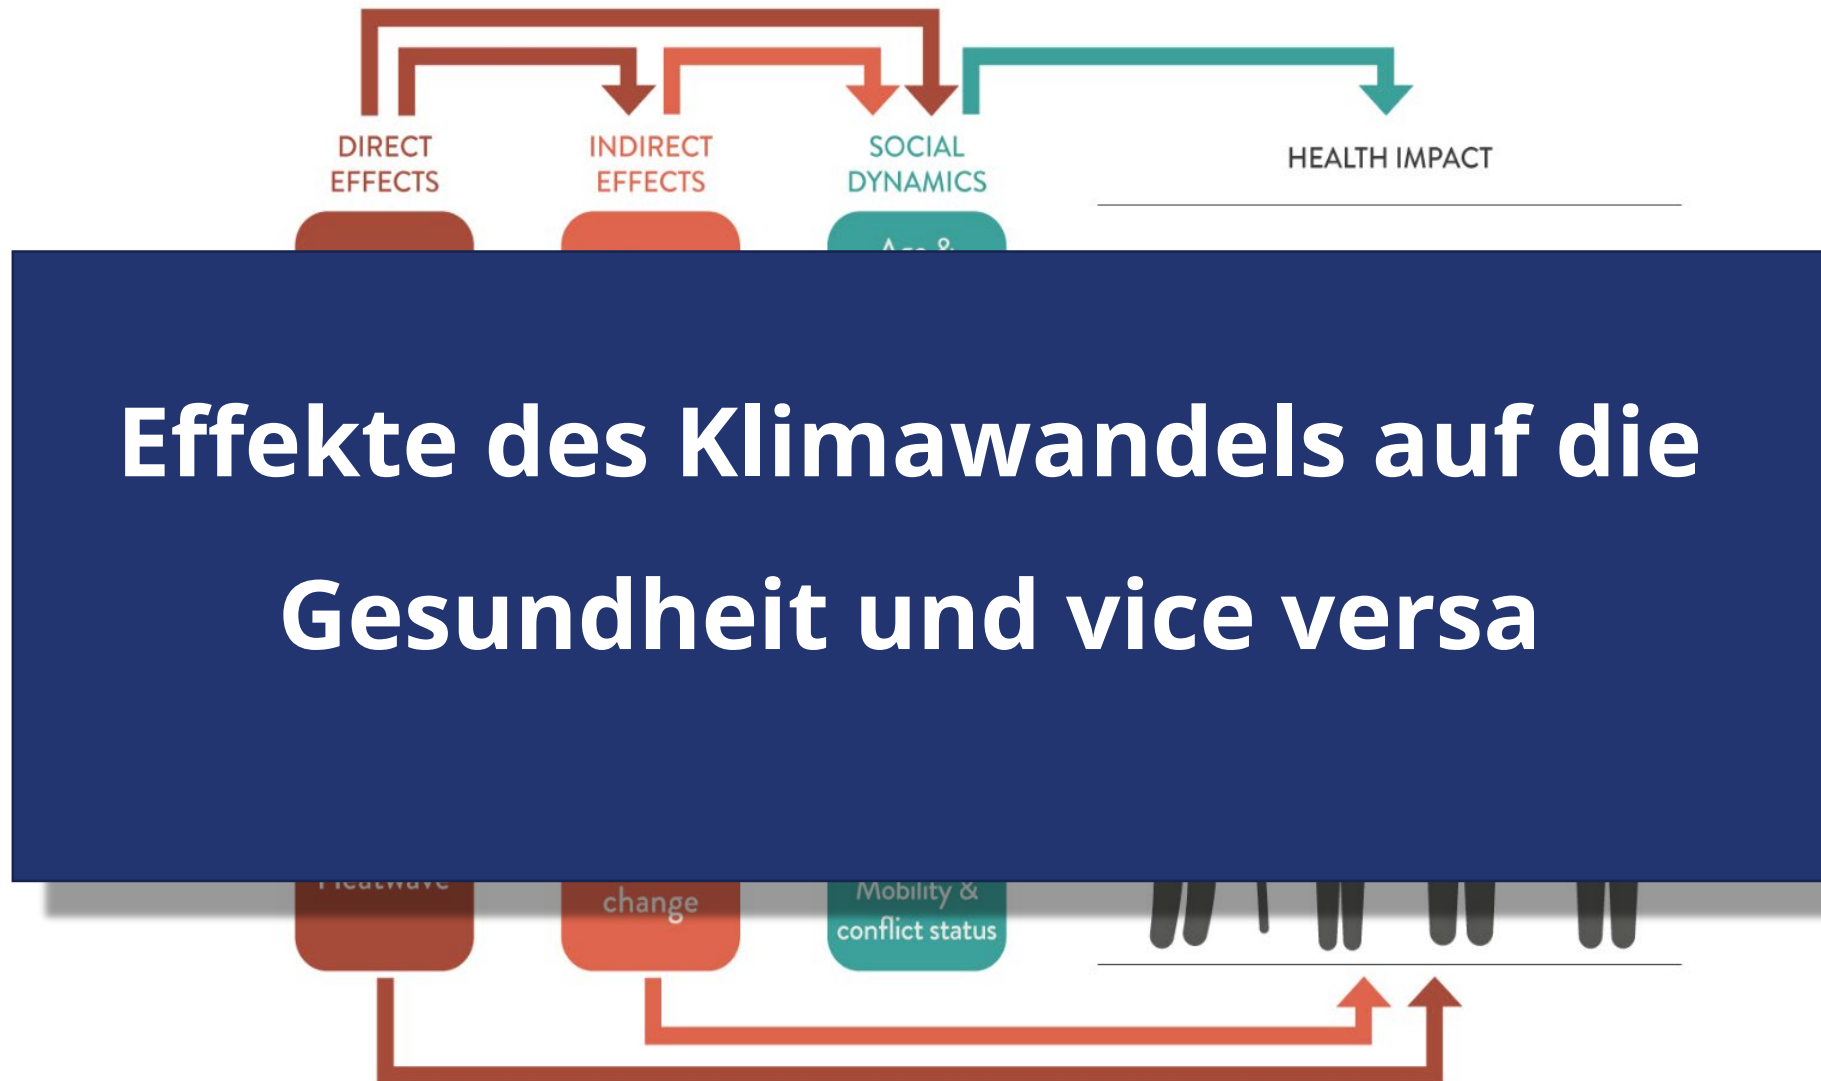 DIRECT
EFFECTS
INDIRECT
EFFECTS
SOCIAL
DYNAMICS
HEALTH IMPACT
Effekte des Klimawandels auf die
Gesundheit und vice versa
change
Mobility &
conflict status